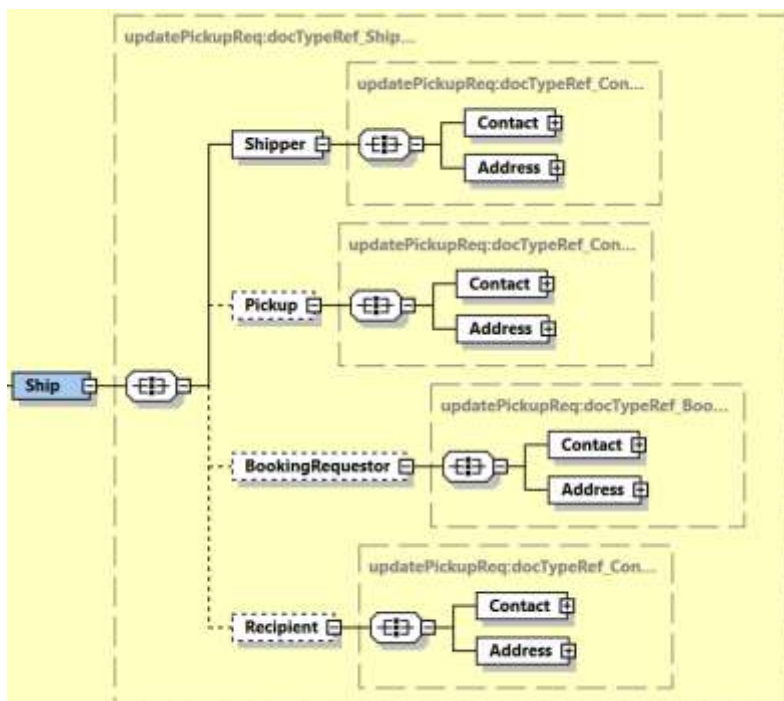 updatePickupReq:docTypeRef_Ship...
updatePickupReq:docTypeRef_Con...
Contact
Shipper
Address
updatePickupReq:docTypeRef_Con...
Contact
Pickup
Address
Ship
updatePickupReq:docTypeRef_Boo...
Contact
BookingRequestor
Address
updatePickupReq:docTypeRef_Con...
Contact
Recipient
Address